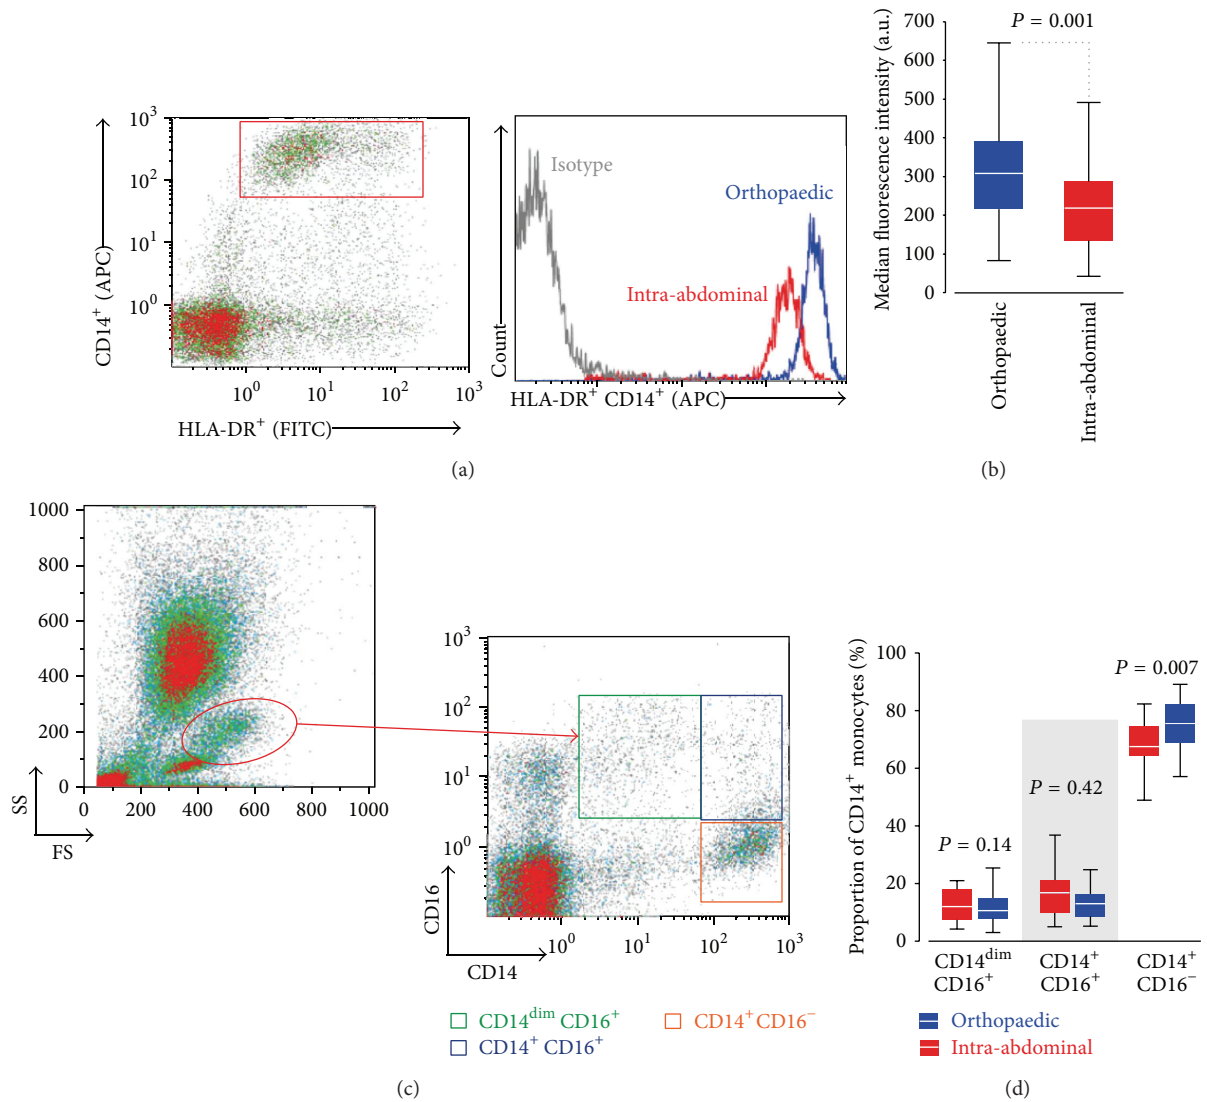 CD14⁺ (APC)
10³
10²
10¹
10⁰
10⁰ 10¹ 10² 10³
HLA-DR⁺ (FITC)
Count
Isotype
Orthopaedic
Intra-abdominal
HLA-DR⁺ CD14⁺ (APC)
(a)
Median fluorescence intensity (a.u.)
700
600
500
400
300
200
100
0
P = 0.001
Orthopaedic
Intra-abdominal
(b)
SS
1000
800
600
400
200
0
0 200 400 600 800 1000
FS
CD16
10³
10²
10¹
10⁰
10⁰ 10¹ 10² 10³
CD14
CD14ᵈⁱᵐ CD16⁺
CD14⁺ CD16⁻
CD14⁺ CD16⁺
(c)
Proportion of CD14⁺ monocytes (%)
100
80
60
40
20
0
P = 0.14
P = 0.42
P = 0.007
CD14ᵈⁱᵐ
CD16⁺
CD14⁺
CD16⁺
CD14⁺
CD16⁻
Orthopaedic
Intra-abdominal
(d)